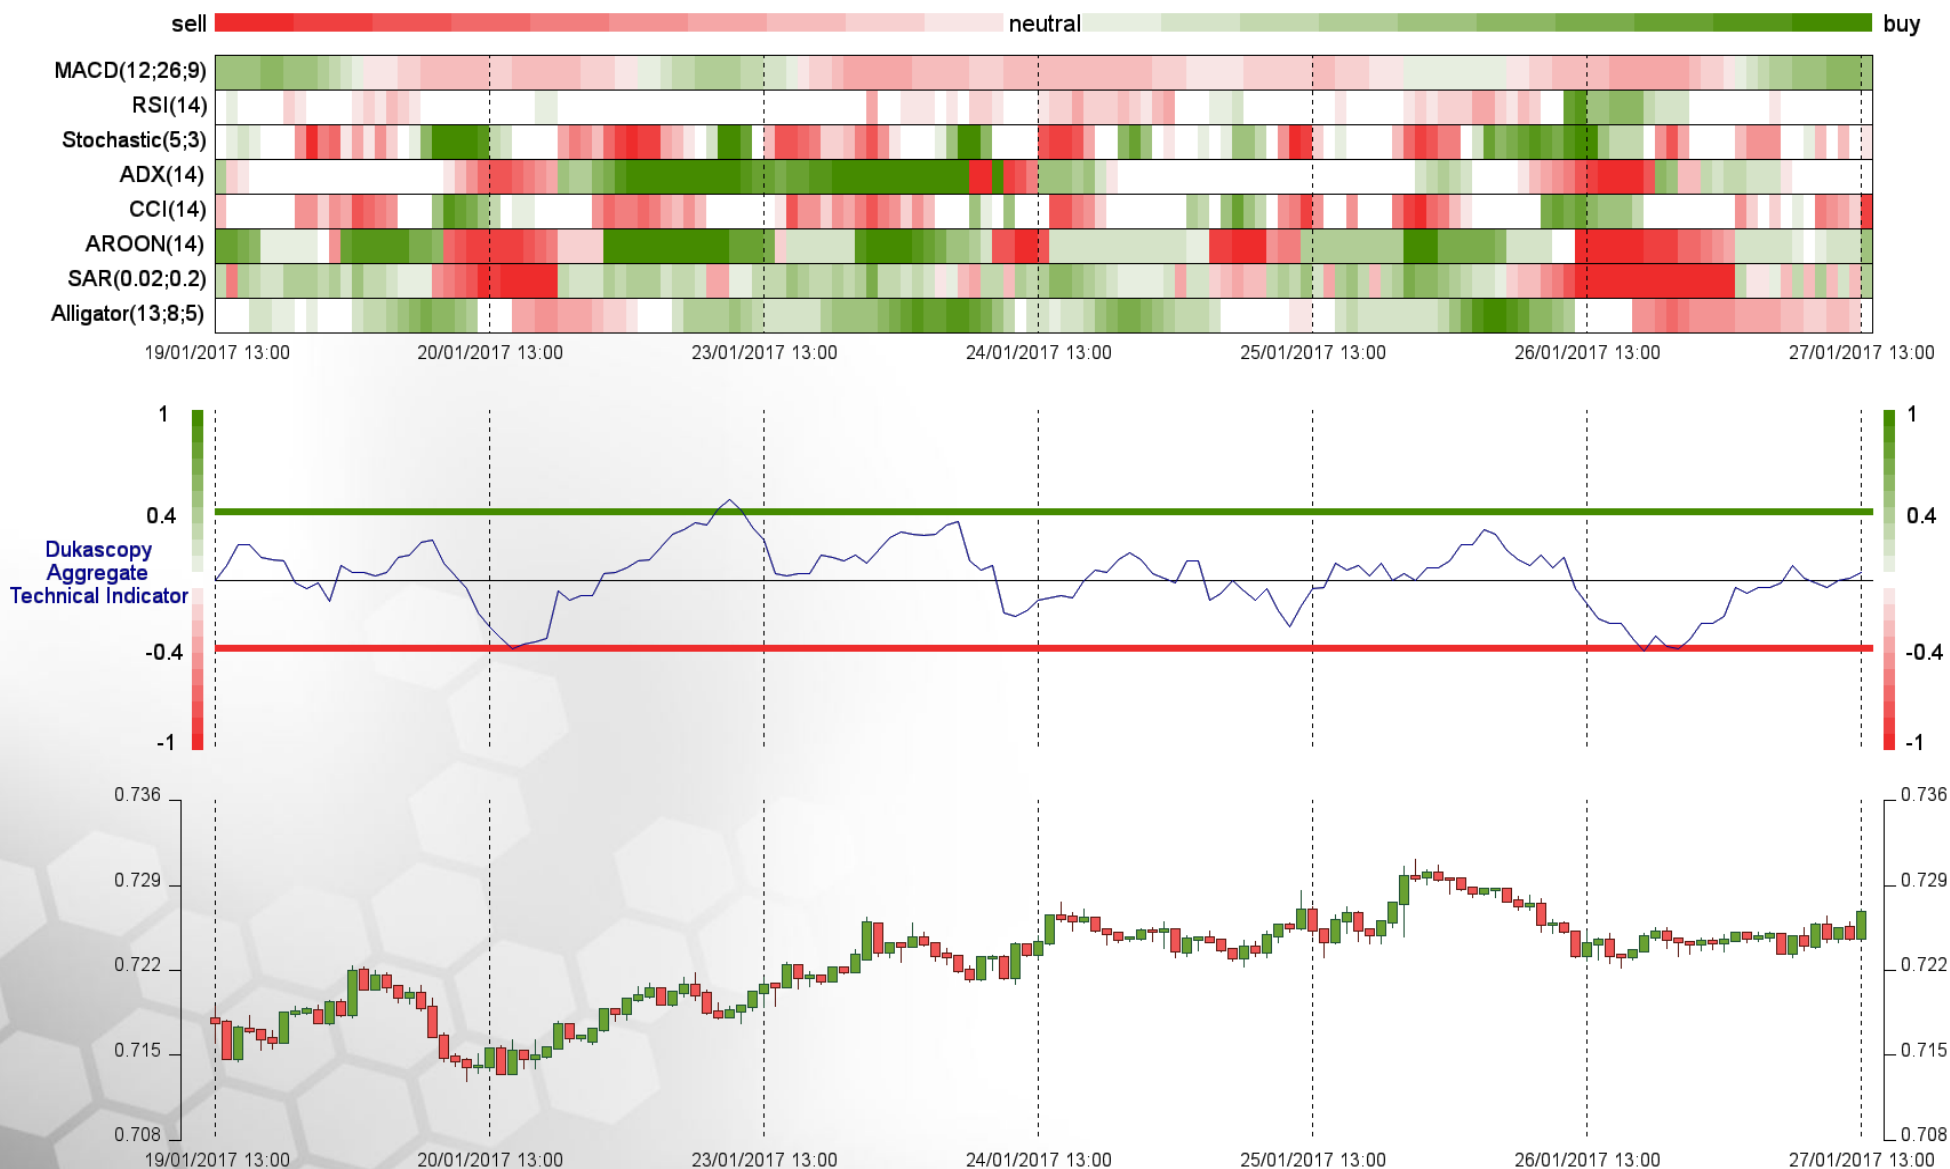 sell neutral buy
MACD(12;26;9)
RSI(14)
Stochastic(5;3)
ADX(14)
CCI(14)
AROON(14)
SAR(0.02;0.2)
Alligator(13;8;5)
19/01/2017 13:00 20/01/2017 13:00 23/01/2017 13:00 24/01/2017 13:00 25/01/2017 13:00 26/01/2017 13:00 27/01/2017 13:00
1 1
0.4 0.4
Dukascopy
Aggregate
Technical Indicator
-0.4 -0.4
-1 -1
0.736 0.736
0.729 0.729
0.722 0.722
0.715 0.715
0.708 0.708
19/01/2017 13:00 20/01/2017 13:00 23/01/2017 13:00 24/01/2017 13:00 25/01/2017 13:00 26/01/2017 13:00 27/01/2017 13:00